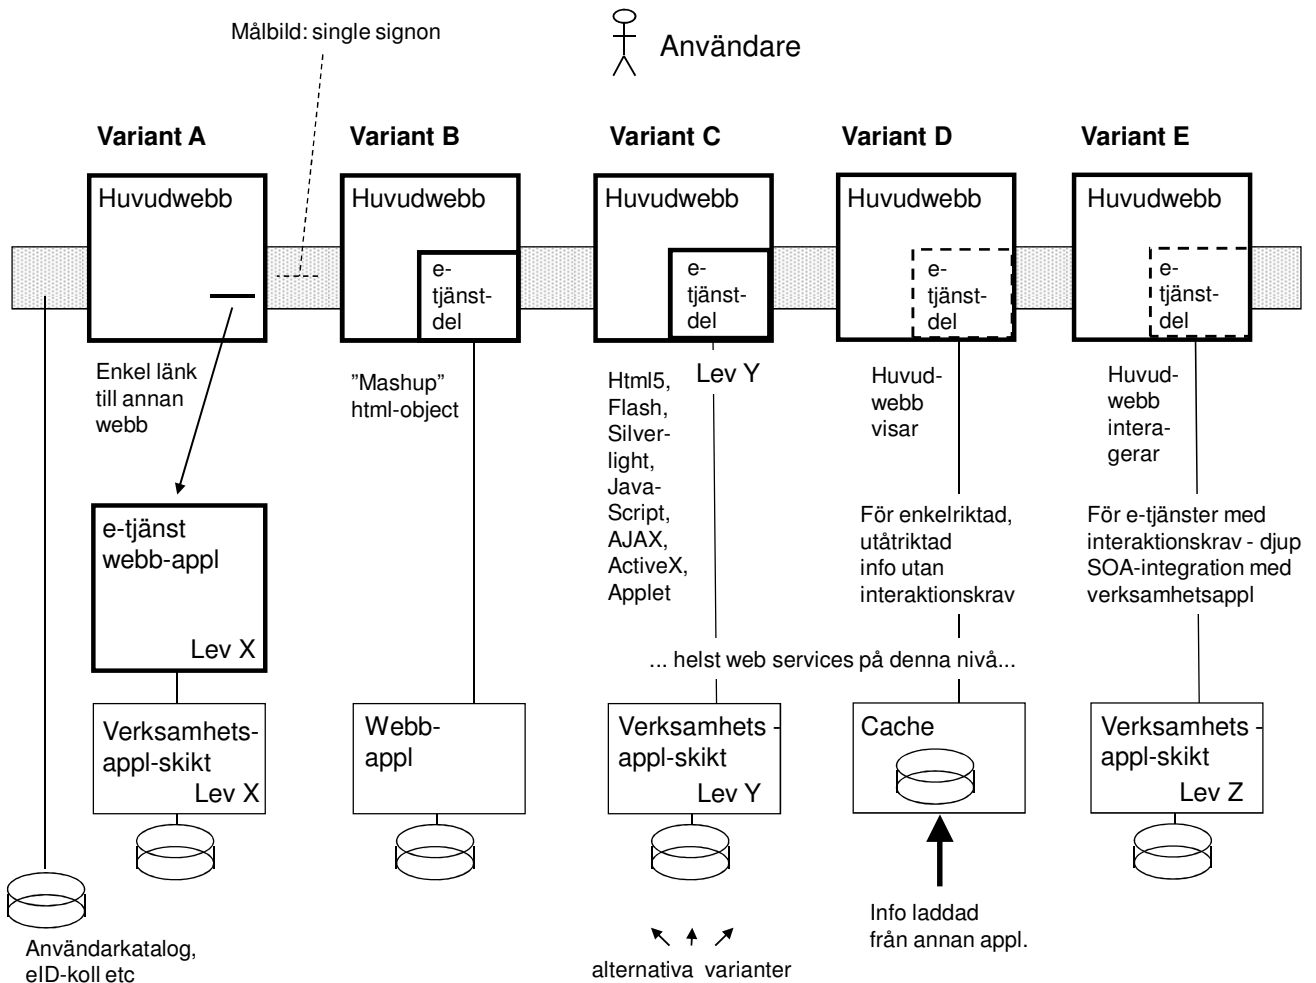 Målbild: single signon
Användare
Variant A
Variant B
Variant C
Variant D
Variant E
Huvudwebb
Huvudwebb
Huvudwebb
Huvudwebb
Huvudwebb
e-
tjänst-
del
e-
tjänst-
del
e-
tjänst-
del
e-
tjänst-
del
Enkel länk
till annan
webb
”Mashup”
html-object
Html5,
Flash,
Silver-
light,
Java-
Script,
AJAX,
ActiveX,
Applet
Lev Y
Huvud-
webb
visar
Huvud-
webb
intera-
gerar
e-tjänst
webb-appl
Lev X
För enkelriktad,
utåtriktad
info utan
interaktionskrav
För e-tjänster med
interaktionskrav - djup
SOA-integration med
verksamhetsappl
... helst web services på denna nivå...
Verksamhets-
appl-skikt
Lev X
Webb-
appl
Verksamhets -
appl-skikt
Lev Y
Cache
Verksamhets -
appl-skikt
Lev Z
Info laddad
från annan appl.
Användarkatalog,
eID-koll etc
alternativa varianter